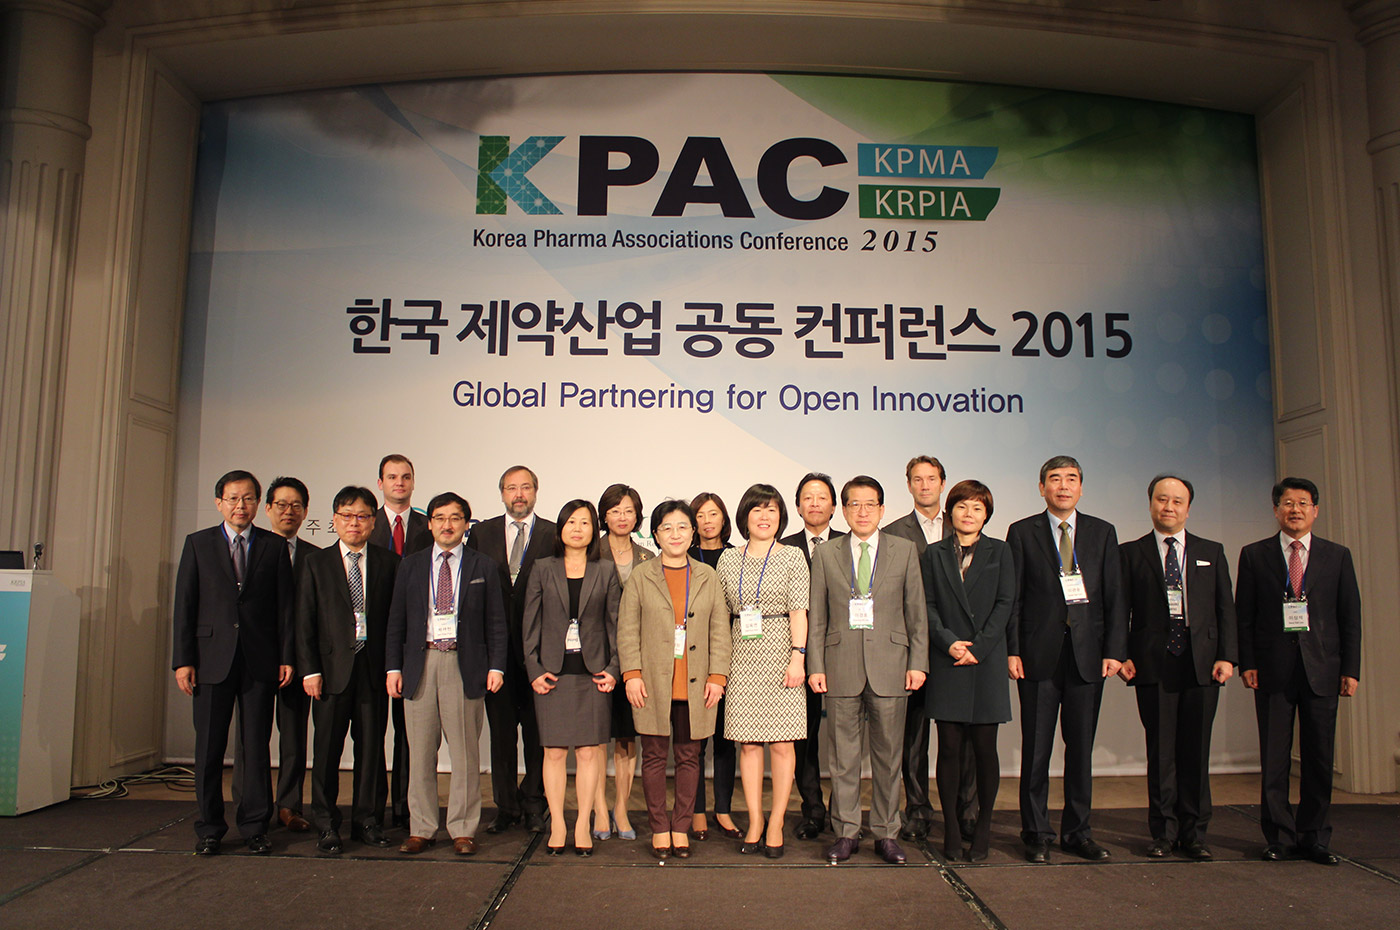 KPAC KPMA
KRPIA
Korea Pharma Associations Conference 2015
한국 제약산업 공동 컨퍼런스 2015
Global Partnering for Open Innovation
주